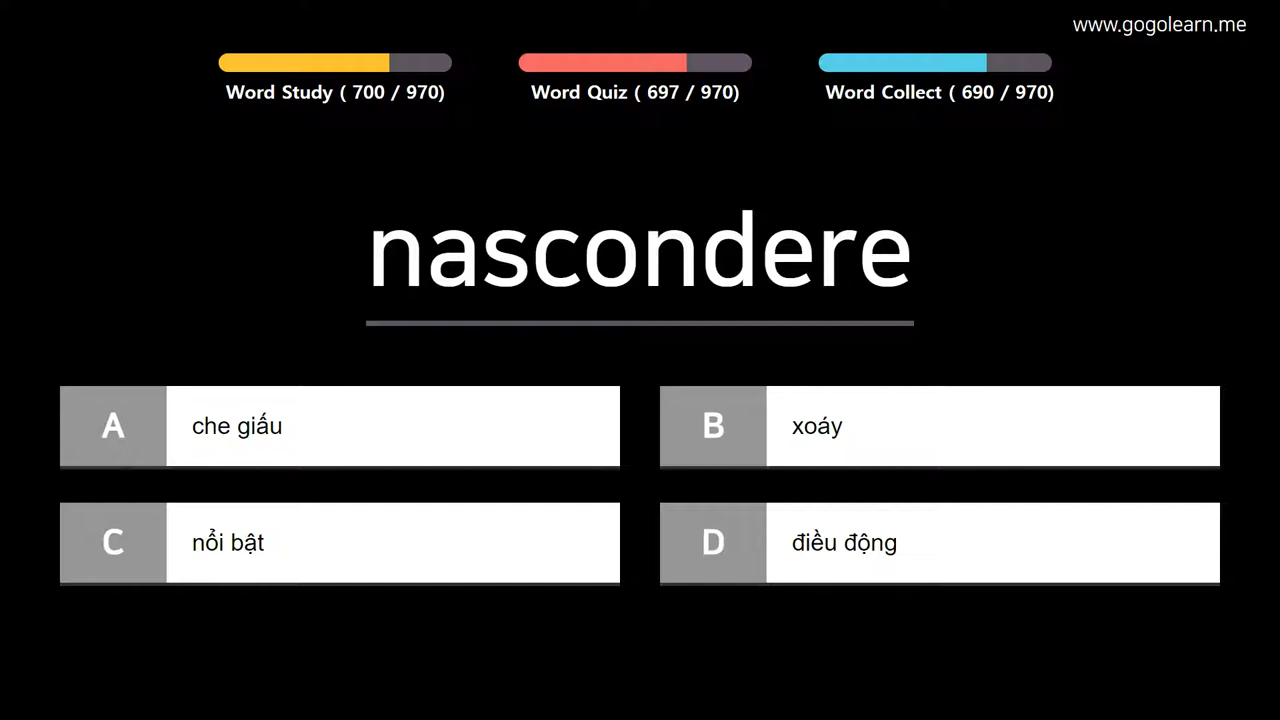 www.gogolearn.me
Word Study ( 700 / 970)
Word Quiz ( 697 / 970)
Word Collect ( 690 / 970)
nascondere
A che giấu
B xoáy
C nổi bật
D điều động